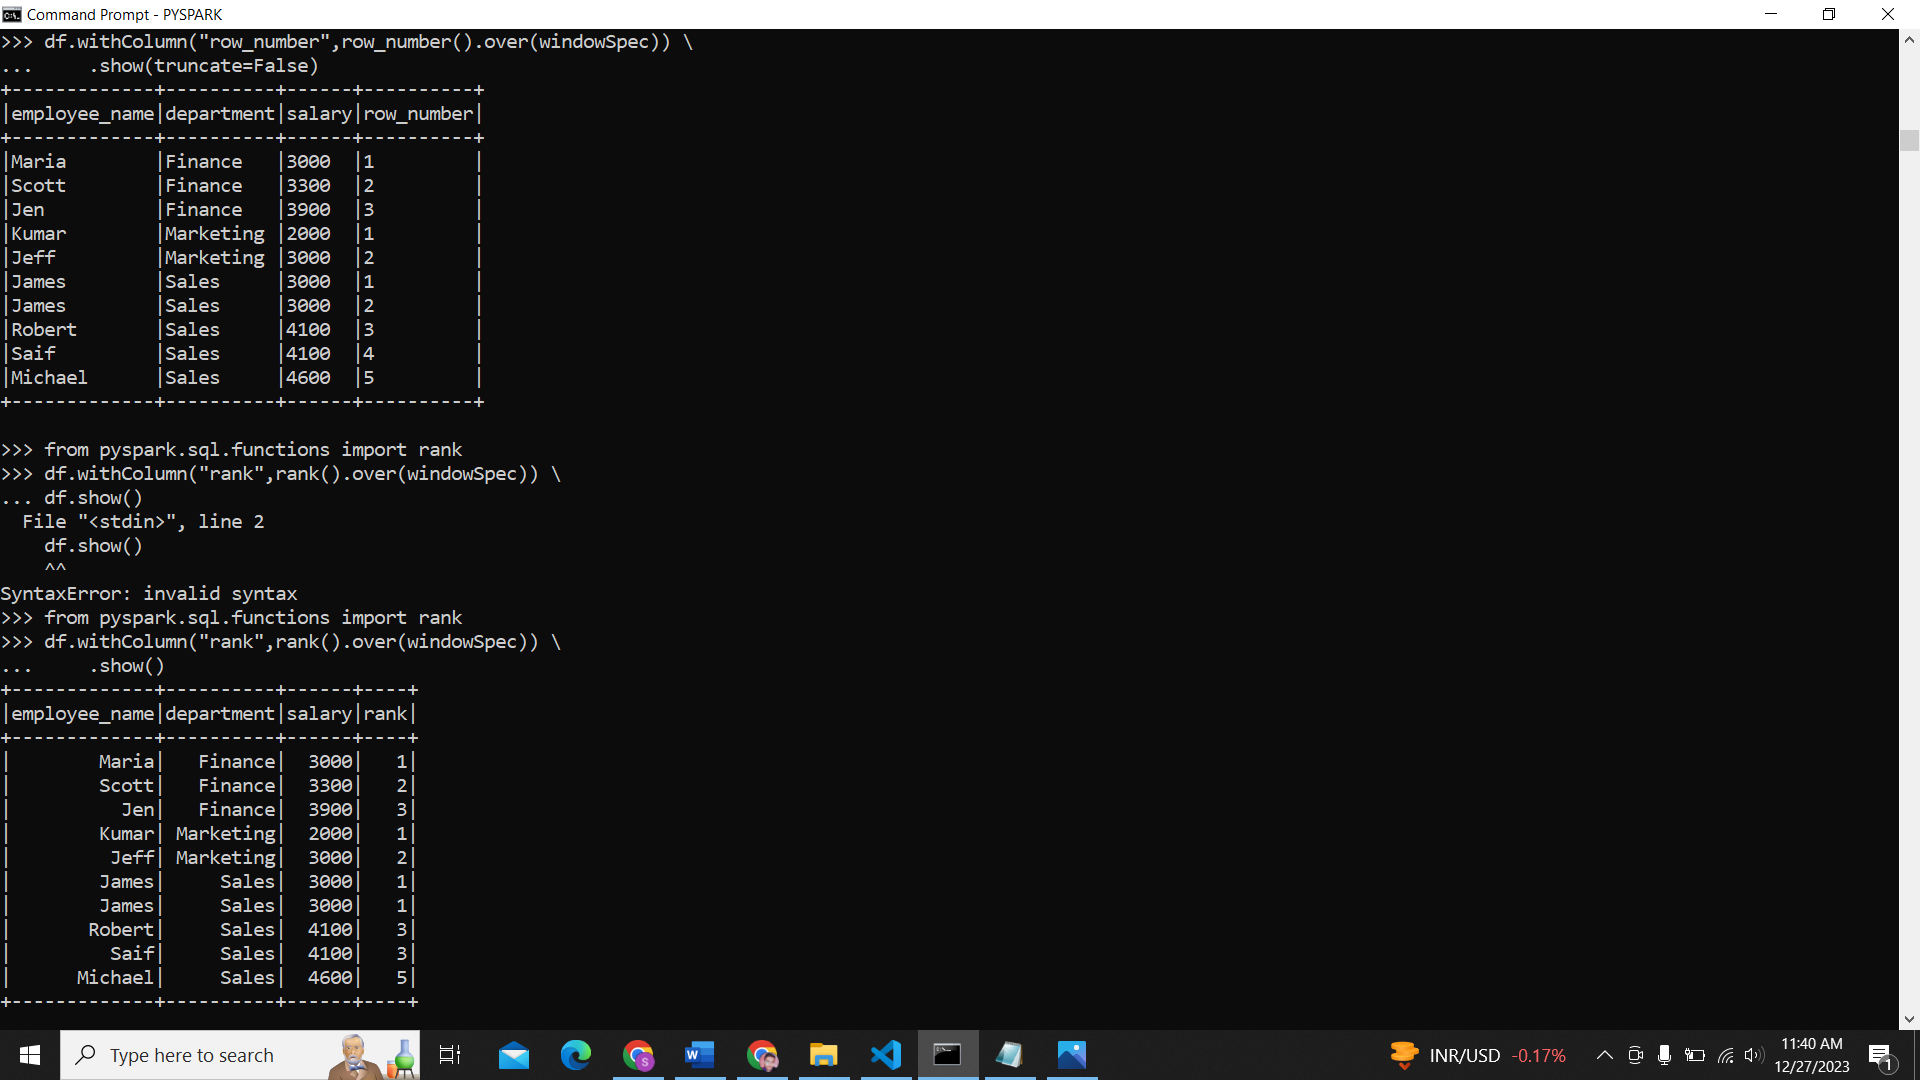 Command Prompt - PYSPARK
>>> df.withColumn("row_number",row_number().over(windowSpec)) \
...     .show(truncate=False)
+-------------+----------+------+----------+
|employee_name|department|salary|row_number|
+-------------+----------+------+----------+
|Maria        |Finance   |3000  |1         |
|Scott        |Finance   |3300  |2         |
|Jen          |Finance   |3900  |3         |
|Kumar        |Marketing |2000  |1         |
|Jeff         |Marketing |3000  |2         |
|James        |Sales     |3000  |1         |
|James        |Sales     |3000  |2         |
|Robert       |Sales     |4100  |3         |
|Saif         |Sales     |4100  |4         |
|Michael      |Sales     |4600  |5         |
+-------------+----------+------+----------+
>>> from pyspark.sql.functions import rank
>>> df.withColumn("rank",rank().over(windowSpec)) \
... df.show()
  File "<stdin>", line 2
    df.show()
    ^^
SyntaxError: invalid syntax
>>> from pyspark.sql.functions import rank
>>> df.withColumn("rank",rank().over(windowSpec)) \
...     .show()
+-------------+----------+------+----+
|employee_name|department|salary|rank|
+-------------+----------+------+----+
|        Maria|   Finance|  3000|   1|
|        Scott|   Finance|  3300|   2|
|          Jen|   Finance|  3900|   3|
|        Kumar| Marketing|  2000|   1|
|         Jeff| Marketing|  3000|   2|
|        James|     Sales|  3000|   1|
|        James|     Sales|  3000|   1|
|       Robert|     Sales|  4100|   3|
|         Saif|     Sales|  4100|   3|
|      Michael|     Sales|  4600|   5|
+-------------+----------+------+----+
Type here to search
INR/USD -0.17%
11:40 AM
12/27/2023
1